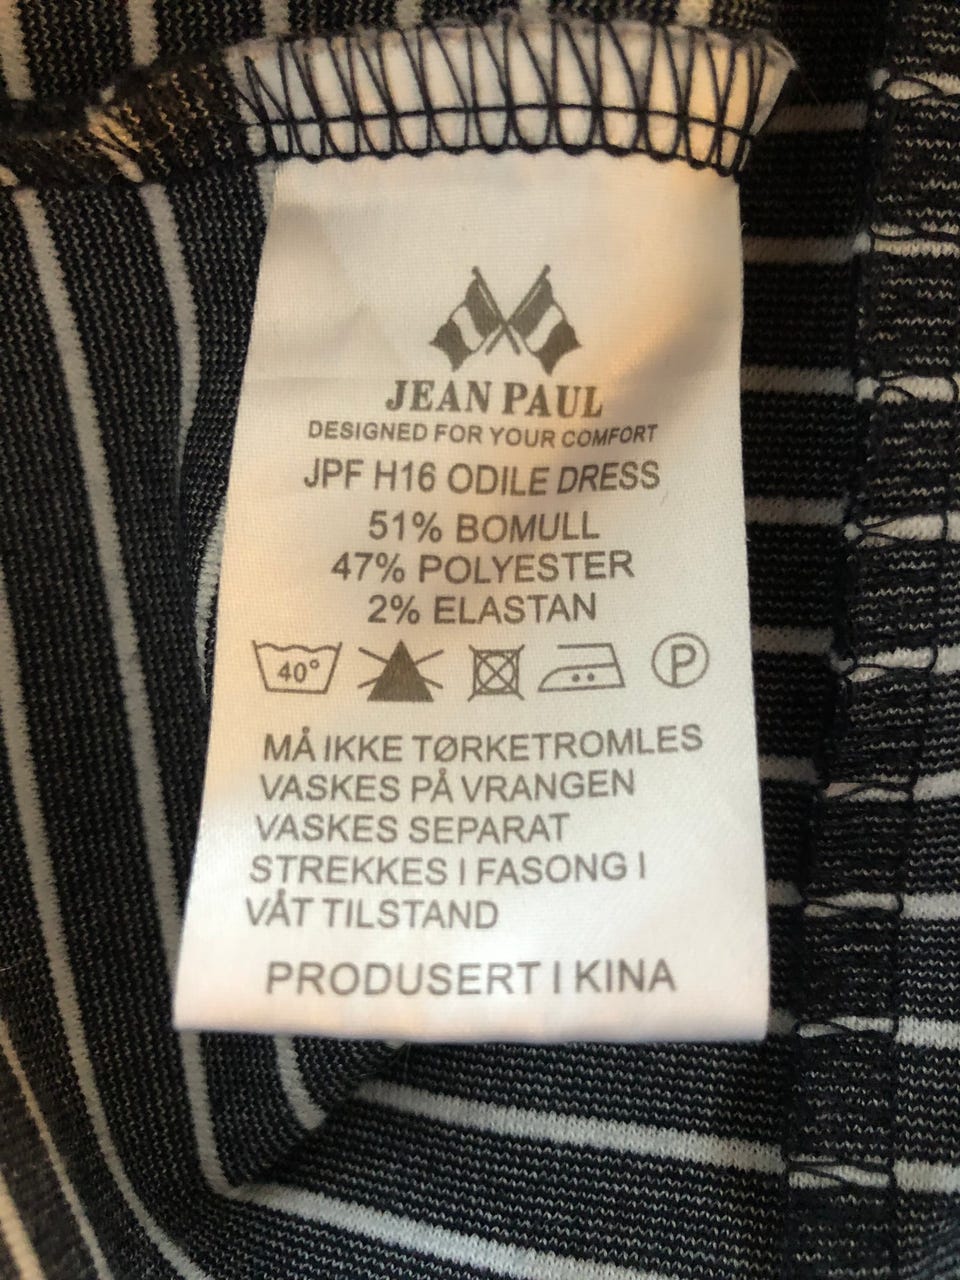 JEAN PAUL
DESIGNED FOR YOUR COMFORT
JPF H16 ODILE DRESS
51% BOMULL
47% POLYESTER
2% ELASTAN
40° P
MÅ IKKE TØRKETROMLES
VASKES PÅ VRANGEN
VASKES SEPARAT
STREKKES I FASONG I
VÅT TILSTAND
PRODUSERT I KINA